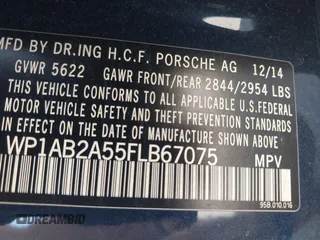 MFD BY DR.ING H.C.F. PORSCHE AG 12/14
GVWR 5622 GAWR FRONT/REAR 2844/2954 LBS
THIS VEHICLE CONFORMS TO ALL APPLICABLE
FEDERAL MOTOR VEHICLE SAFETY, BUMPER
AND THEFT PREVENTION STANDARDS IN EFFECT
ON THE DATE OF MANUFACTURE SHOWN ABOVE
WP1AB2A55FLB67075 MPV
95B.010.016
DREAMBID